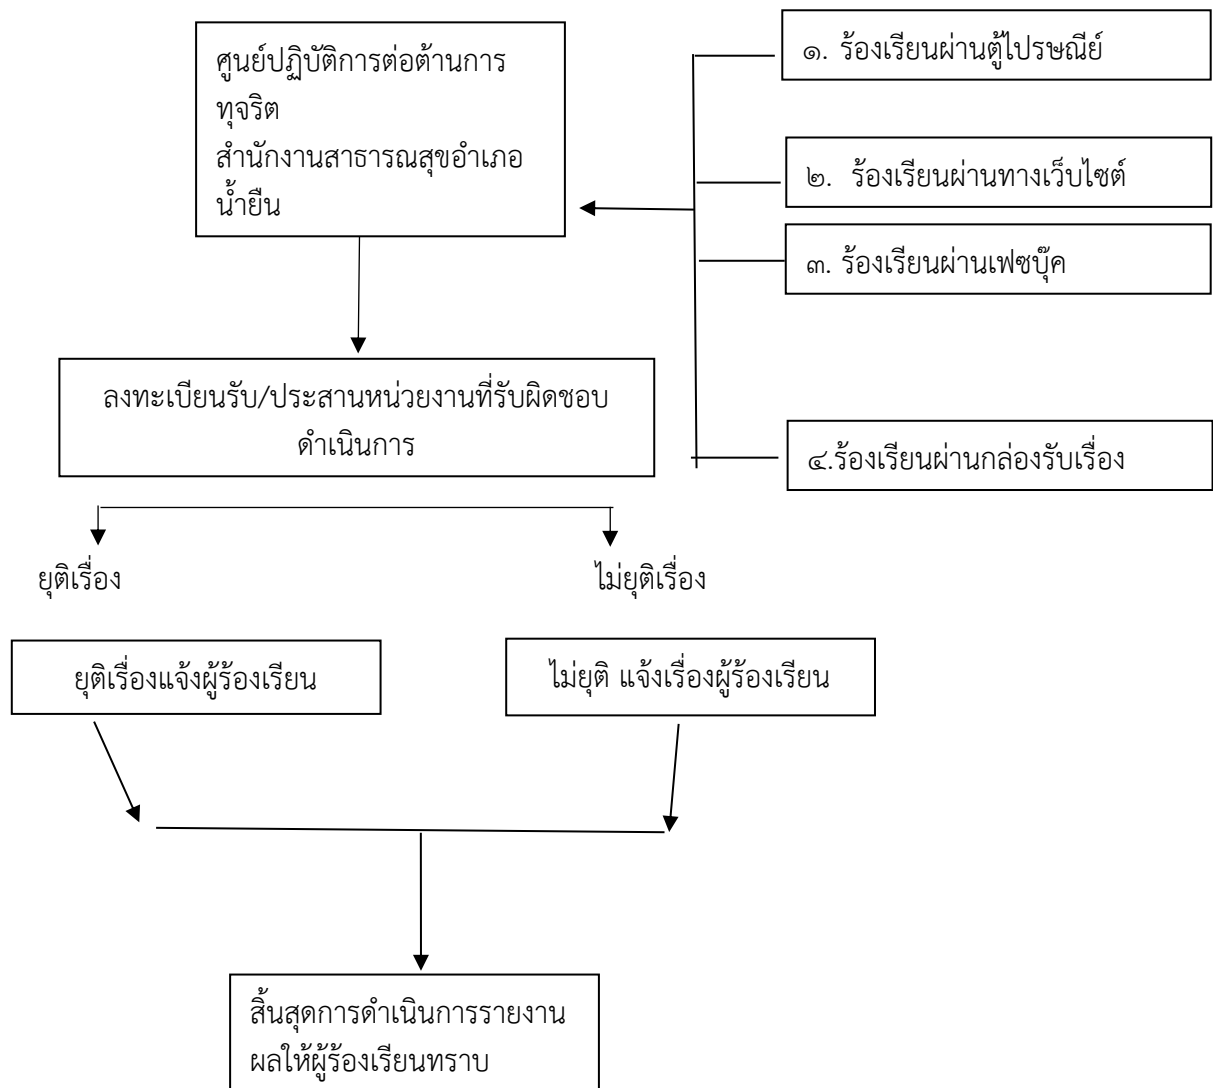 ศูนย์ปฏิบัติการต่อต้านการ
ทุจริต
สำนักงานสาธารณสุขอำเภอ
น้ำยืน
๑. ร้องเรียนผ่านตู้ไปรษณีย์
๒. ร้องเรียนผ่านทางเว็บไซต์
๓. ร้องเรียนผ่านเฟซบุ๊ค
๔.ร้องเรียนผ่านกล่องรับเรื่อง
ลงทะเบียนรับ/ประสานหน่วยงานที่รับผิดชอบ
ดำเนินการ
ยุติเรื่อง
ไม่ยุติเรื่อง
ยุติเรื่องแจ้งผู้ร้องเรียน
ไม่ยุติ แจ้งเรื่องผู้ร้องเรียน
สิ้นสุดการดำเนินการรายงาน
ผลให้ผู้ร้องเรียนทราบ